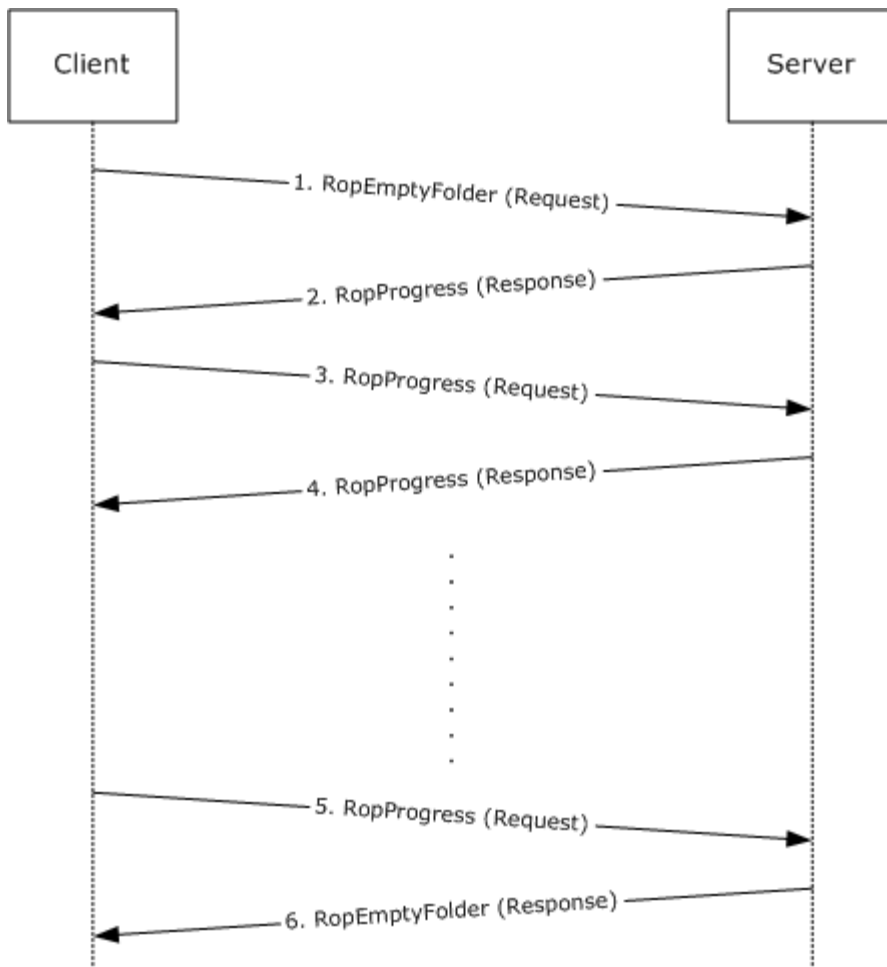 Client
Server
1. RopEmptyFolder (Request)
2. RopProgress (Response)
3. RopProgress (Request)
4. RopProgress (Response)
5. RopProgress (Request)
6. RopEmptyFolder (Response)